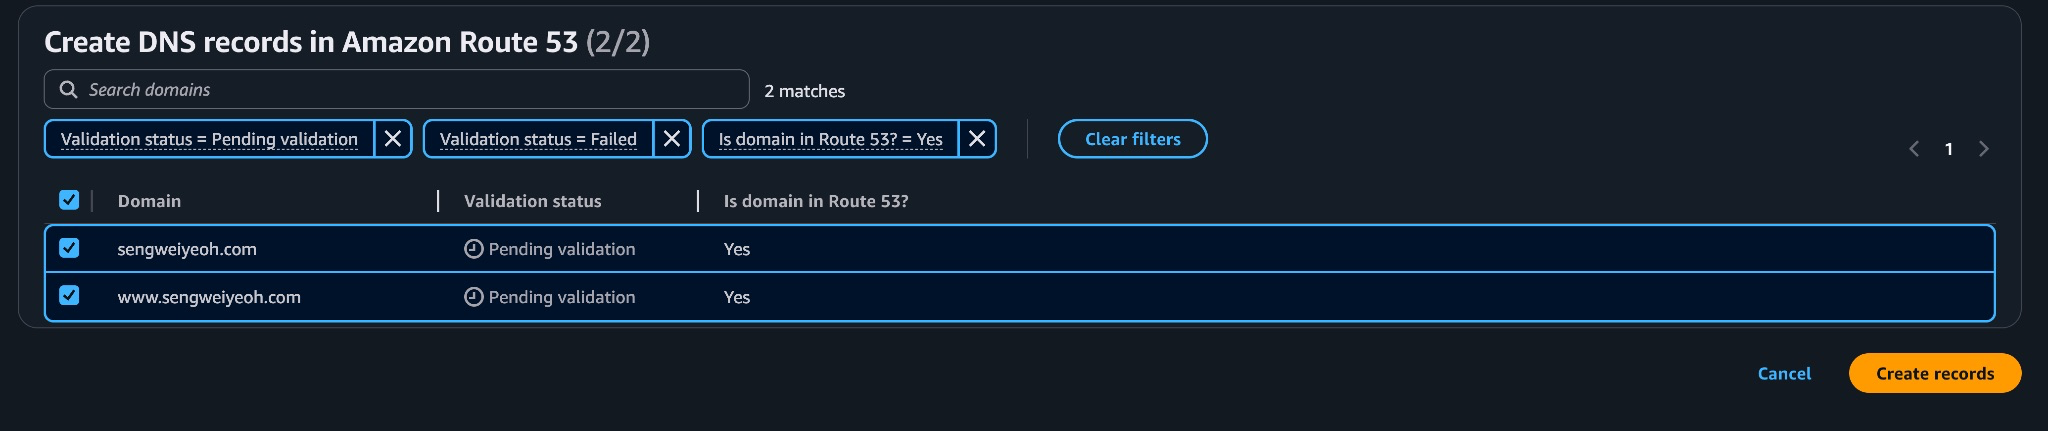 Create DNS records in Amazon Route 53 (2/2)
Search domains
2 matches
Validation status = Pending validation
Validation status = Failed
Is domain in Route 53? = Yes
Clear filters
1
Domain
Validation status
Is domain in Route 53?
sengweiyeoh.com
Pending validation
Yes
www.sengweiyeoh.com
Pending validation
Yes
Cancel
Create records